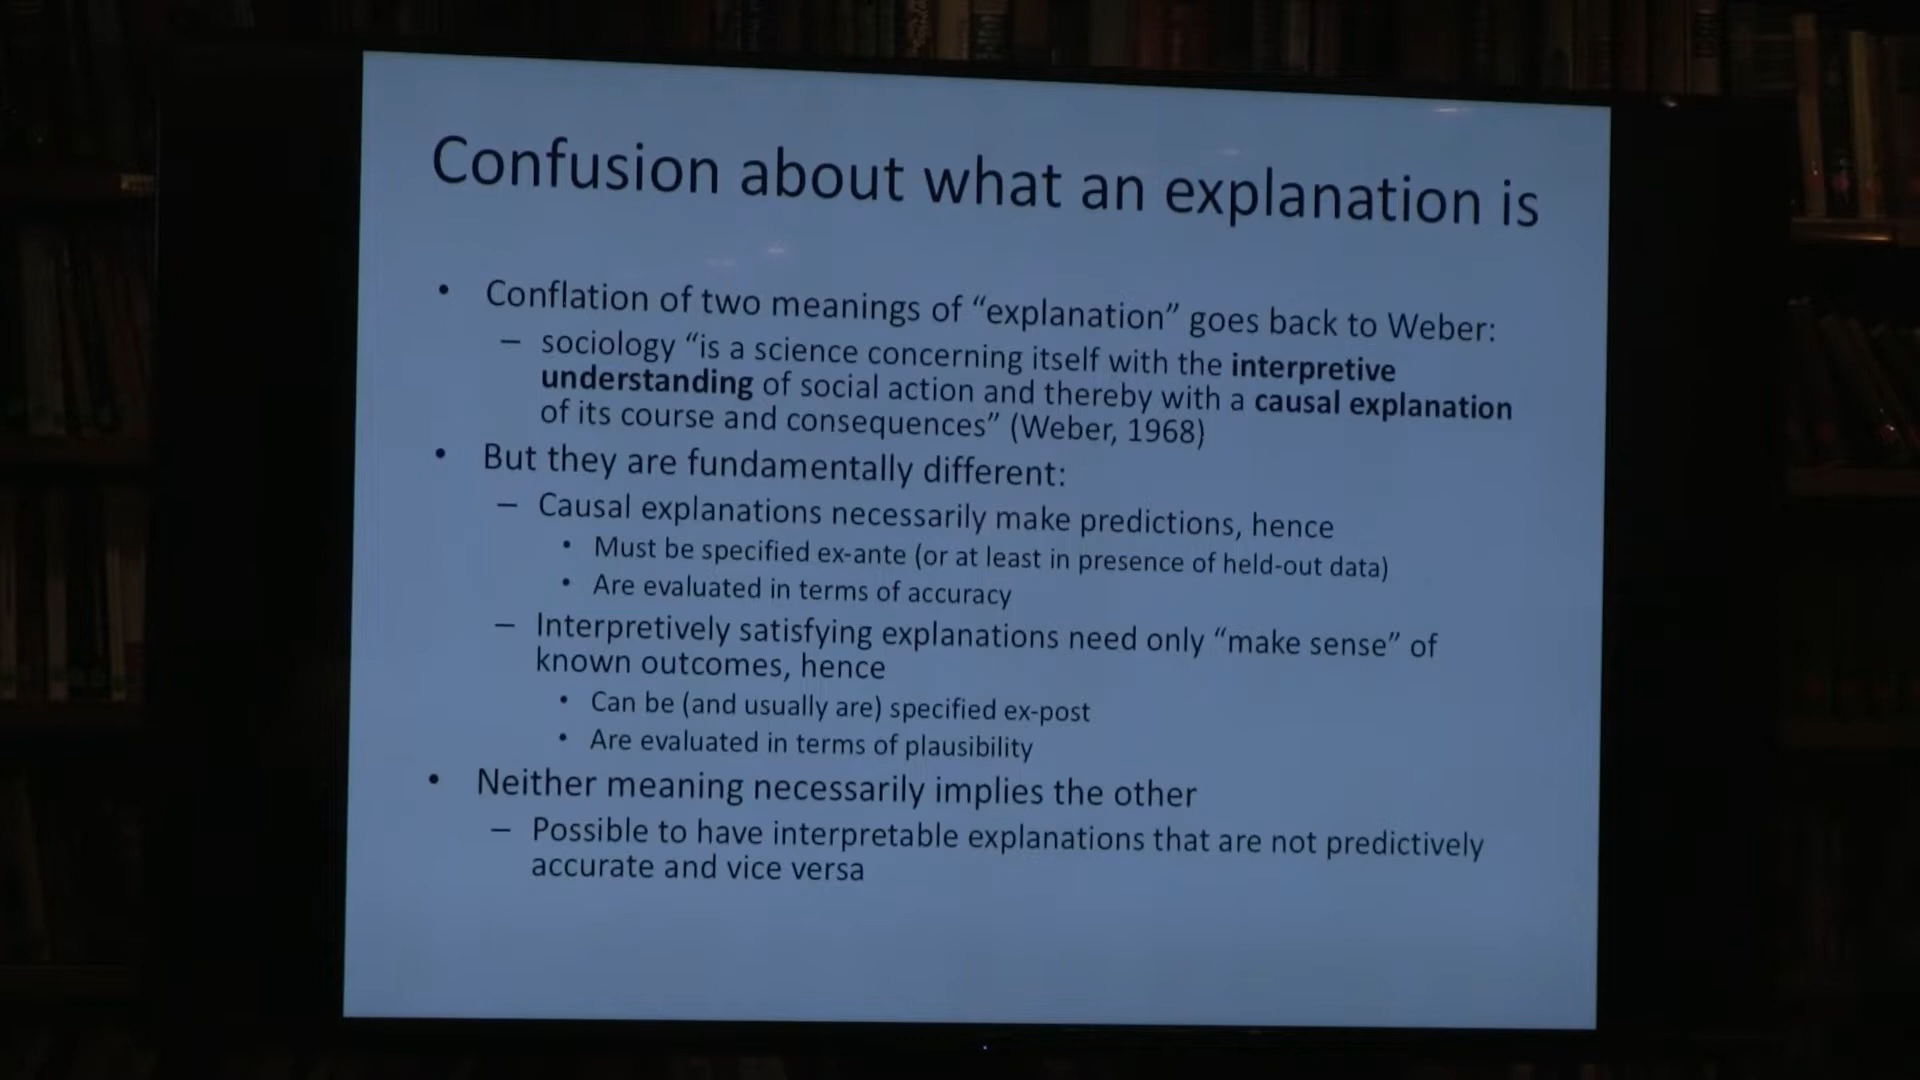 Confusion about what an explanation is
• Conflation of two meanings of “explanation” goes back to Weber:
– sociology “is a science concerning itself with the interpretive
understanding of social action and thereby with a causal explanation
of its course and consequences” (Weber, 1968)
• But they are fundamentally different:
– Causal explanations necessarily make predictions, hence
• Must be specified ex-ante (or at least in presence of held-out data)
• Are evaluated in terms of accuracy
– Interpretively satisfying explanations need only “make sense” of
known outcomes, hence
• Can be (and usually are) specified ex-post
• Are evaluated in terms of plausibility
• Neither meaning necessarily implies the other
– Possible to have interpretable explanations that are not predictively
accurate and vice versa